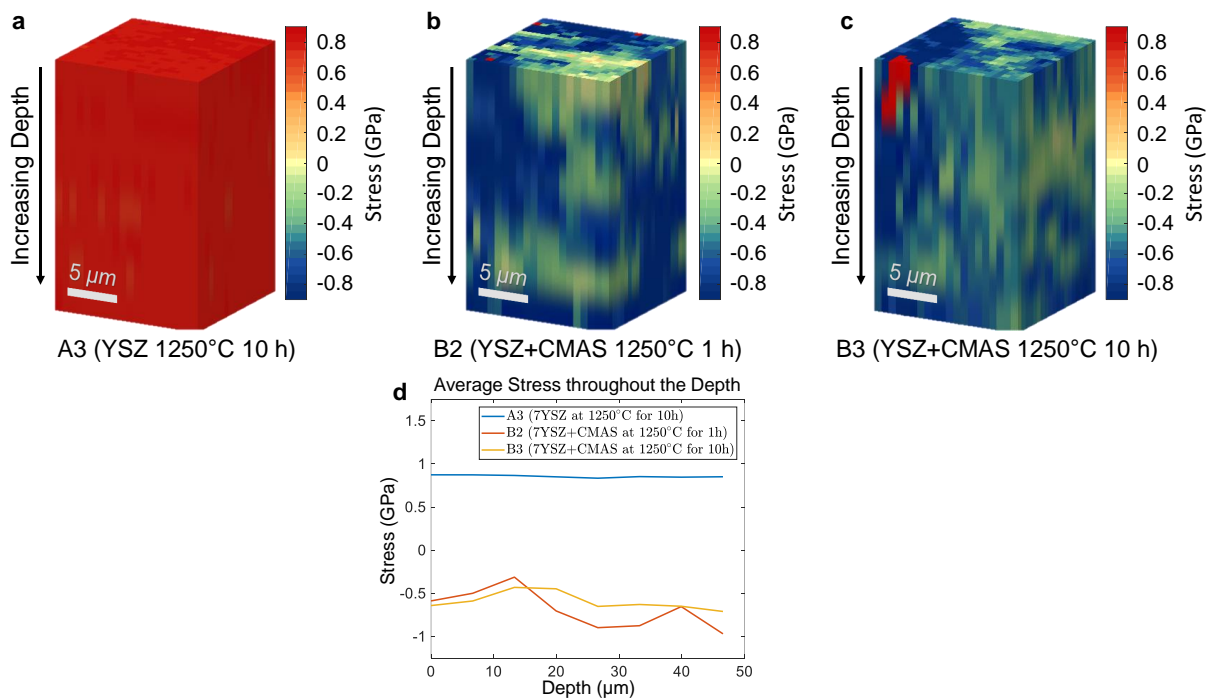 a
Increasing Depth
5 µm
0.8
0.6
0.4
0.2
0
-0.2
-0.4
-0.6
-0.8
Stress (GPa)
A3 (YSZ 1250°C 10 h)
b
Increasing Depth
5 µm
0.8
0.6
0.4
0.2
0
-0.2
-0.4
-0.6
-0.8
Stress (GPa)
B2 (YSZ+CMAS 1250°C 1 h)
c
Increasing Depth
5 µm
0.8
0.6
0.4
0.2
0
-0.2
-0.4
-0.6
-0.8
Stress (GPa)
B3 (YSZ+CMAS 1250°C 10 h)
d
Average Stress throughout the Depth
A3 (7YSZ at 1250°C for 10h)
B2 (7YSZ+CMAS at 1250°C for 1h)
B3 (7YSZ+CMAS at 1250°C for 10h)
Stress (GPa)
1.5
1
0.5
0
-0.5
-1
0 10 20 30 40 50
Depth (µm)